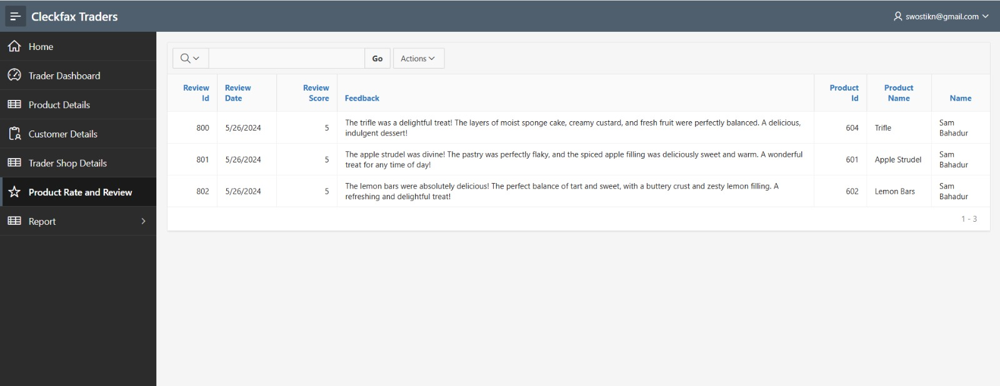 Cleckfax Traders
swostikn@gmail.com
Home
Trader Dashboard
Product Details
Customer Details
Trader Shop Details
Product Rate and Review
Report
Go
Actions
Review Id
Review Date
Review Score
Feedback
Product Id
Product Name
Name
800
5/26/2024
5
The trifle was a delightful treat! The layers of moist sponge cake, creamy custard, and fresh fruit were perfectly balanced. A delicious,
indulgent dessert!
604
Trifle
Sam
Bahadur
801
5/26/2024
5
The apple strudel was divine! The pastry was perfectly flaky, and the spiced apple filling was deliciously sweet and warm. A wonderful
treat for any time of day!
601
Apple Strudel
Sam
Bahadur
802
5/26/2024
5
The lemon bars were absolutely delicious! The perfect balance of tart and sweet, with a buttery crust and zesty lemon filling. A
refreshing and delightful treat!
602
Lemon Bars
Sam
Bahadur
1 - 3